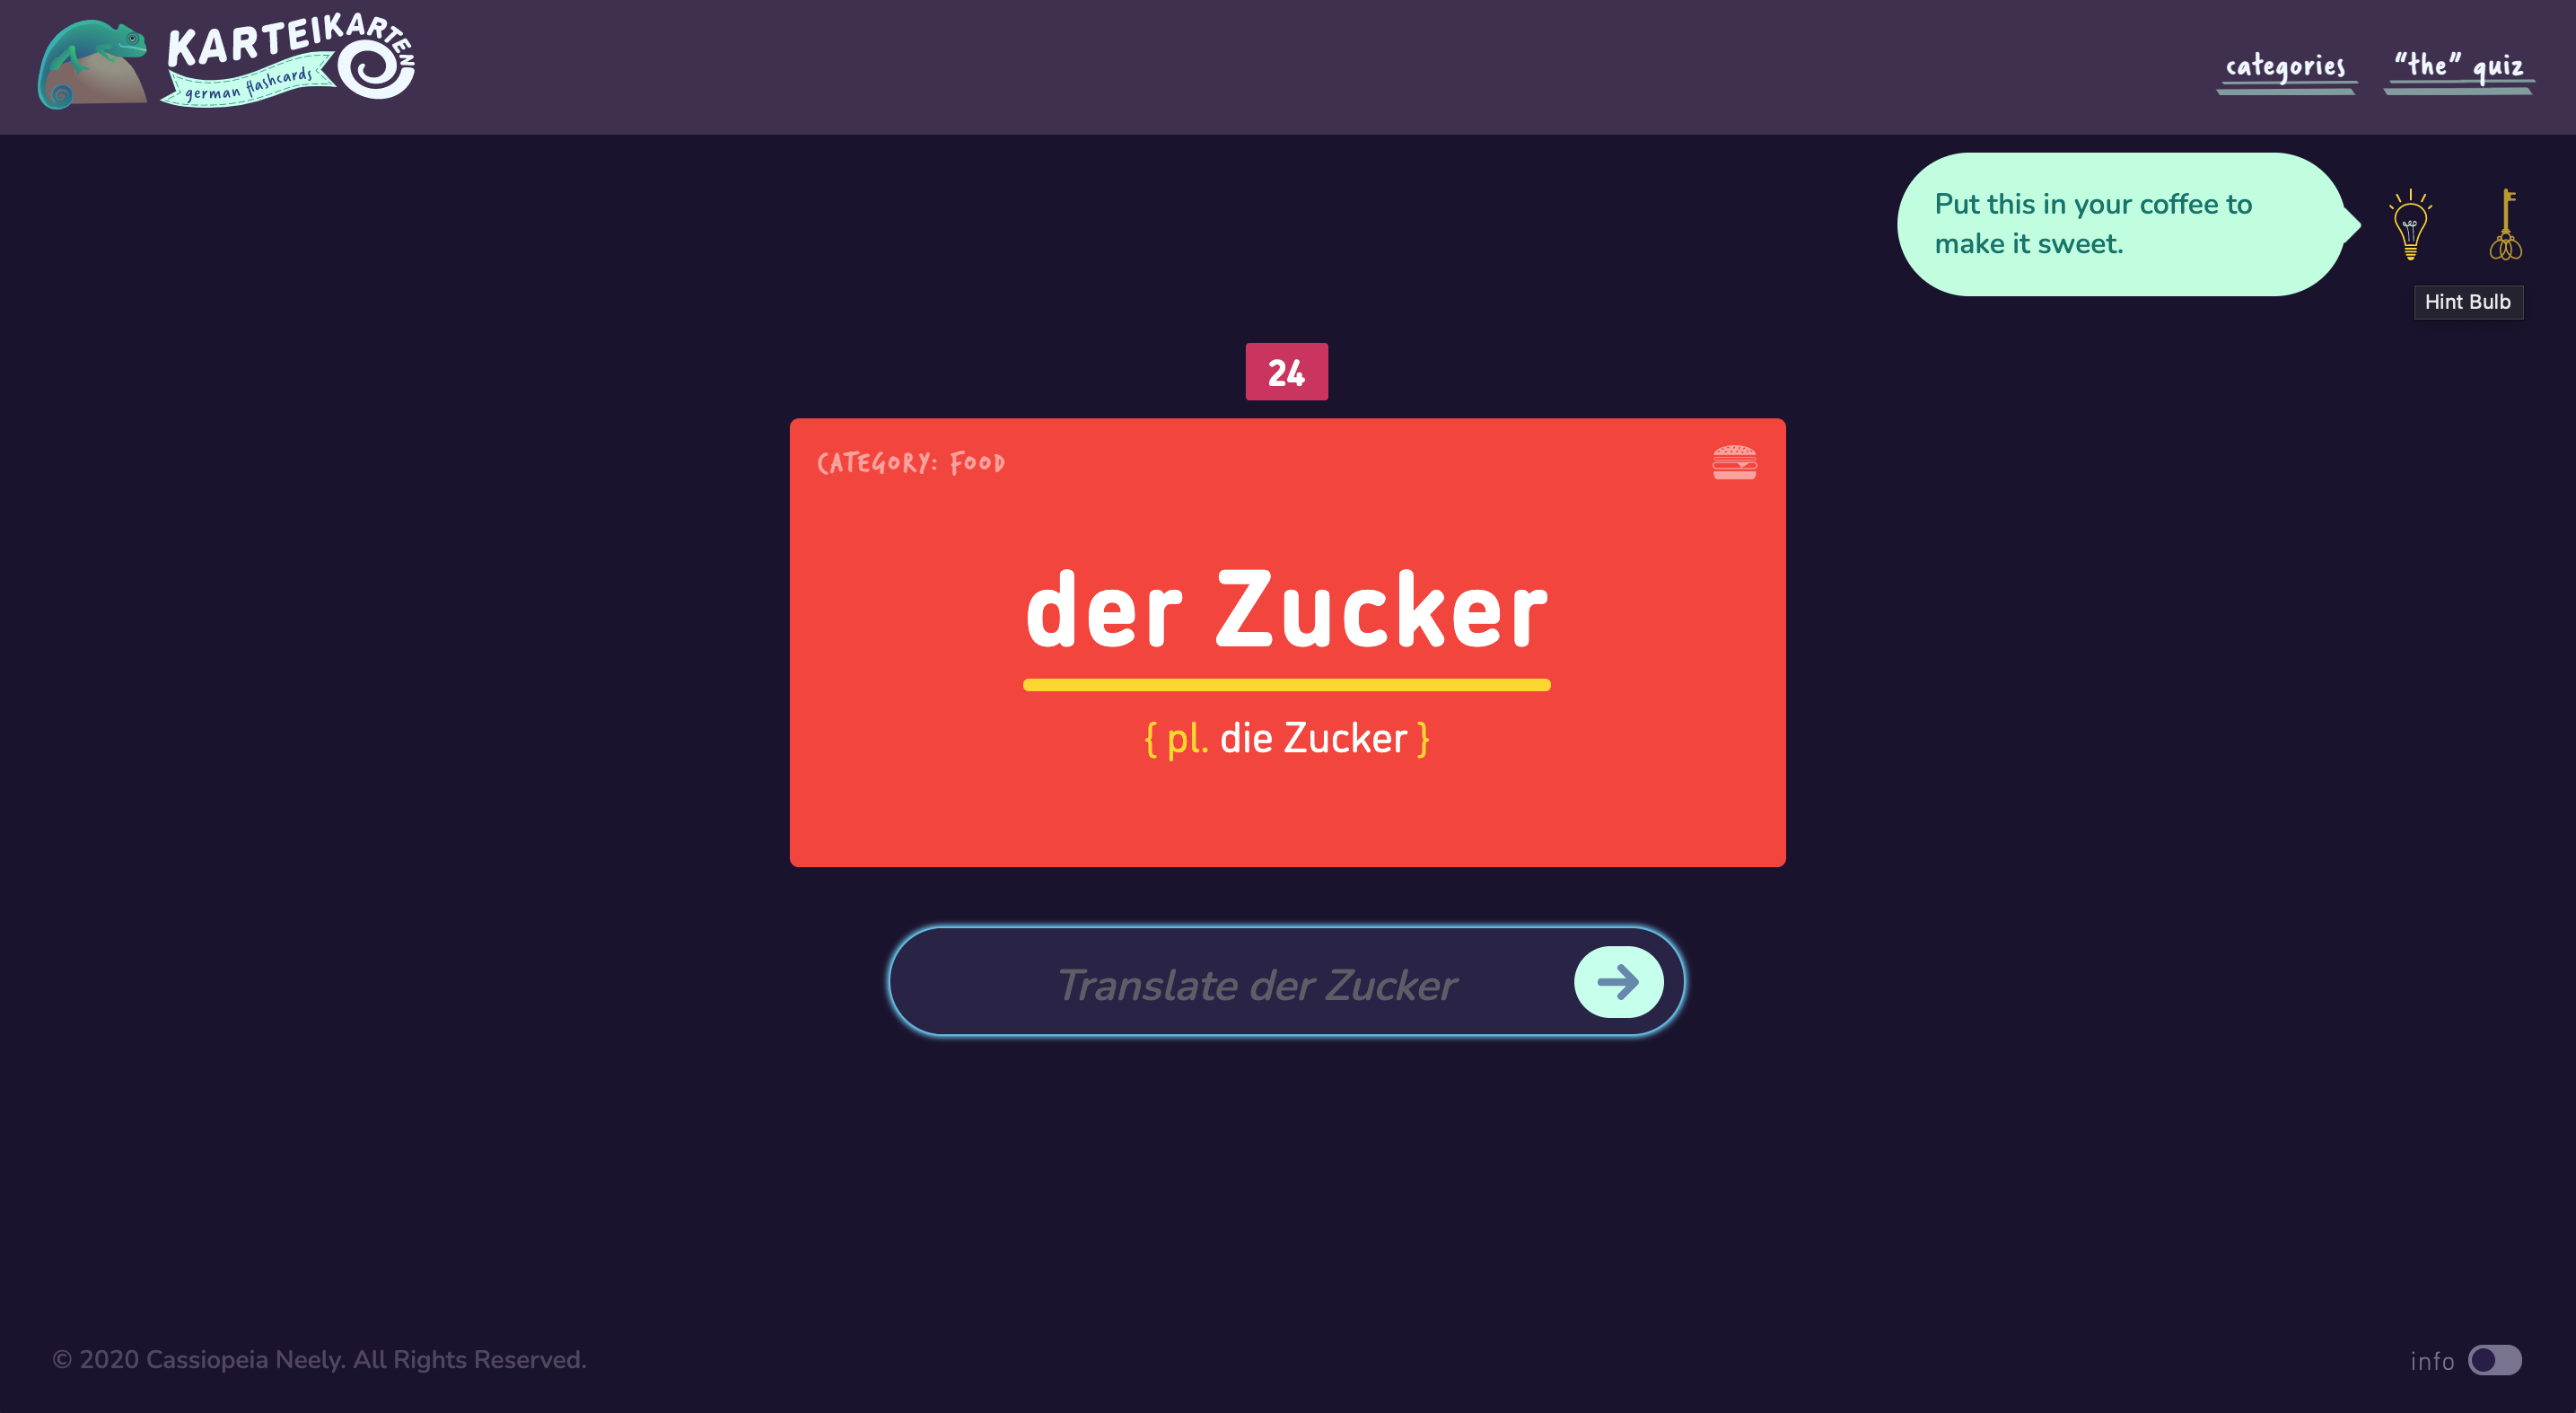 KARTEIKARTEN
german flashcards
categories
“the” quiz
Put this in your coffee to
make it sweet.
Hint Bulb
24
CATEGORY: FOOD
der Zucker
{ pl. die Zucker }
Translate der Zucker
© 2020 Cassiopeia Neely. All Rights Reserved.
info